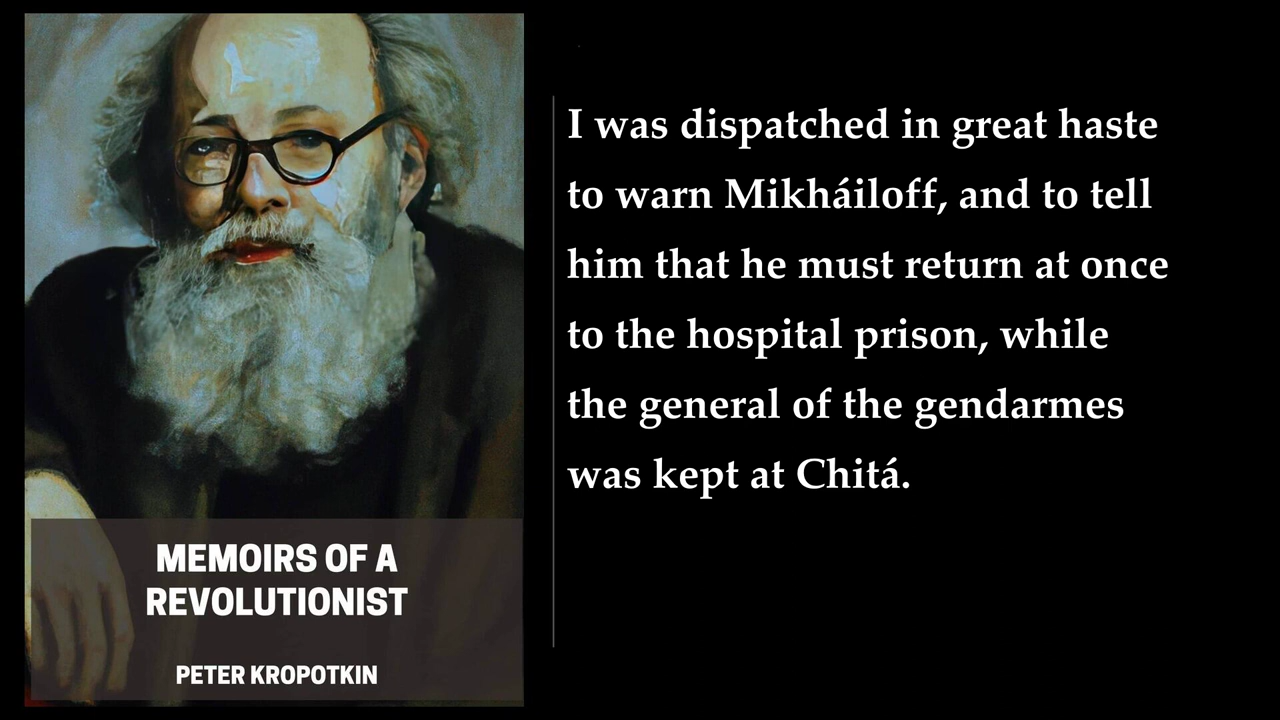 I was dispatched in great haste
to warn Mikháiloff, and to tell
him that he must return at once
to the hospital prison, while
the general of the gendarmes
was kept at Chitá.
MEMOIRS OF A
REVOLUTIONIST
PETER KROPOTKIN